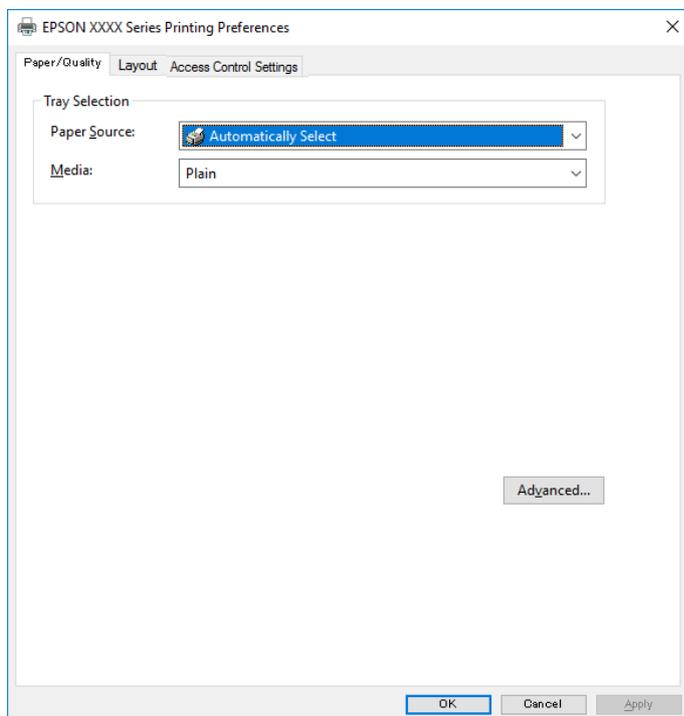 EPSON XXXX Series Printing Preferences
Paper/Quality Layout Access Control Settings
Tray Selection
Paper Source: Automatically Select
Media: Plain
Advanced...
OK Cancel Apply